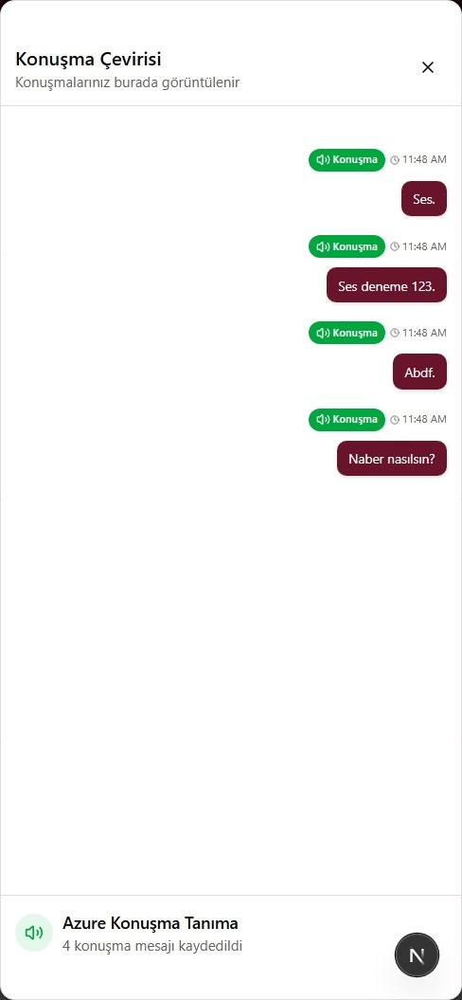 Konuşma Çevirisi
Konuşmalarınız burada görüntülenir
Konuşma 11:48 AM
Ses.
Konuşma 11:48 AM
Ses deneme 123.
Konuşma 11:48 AM
Abdf.
Konuşma 11:48 AM
Naber nasılsın?
Azure Konuşma Tanıma
4 konuşma mesajı kaydedildi
N